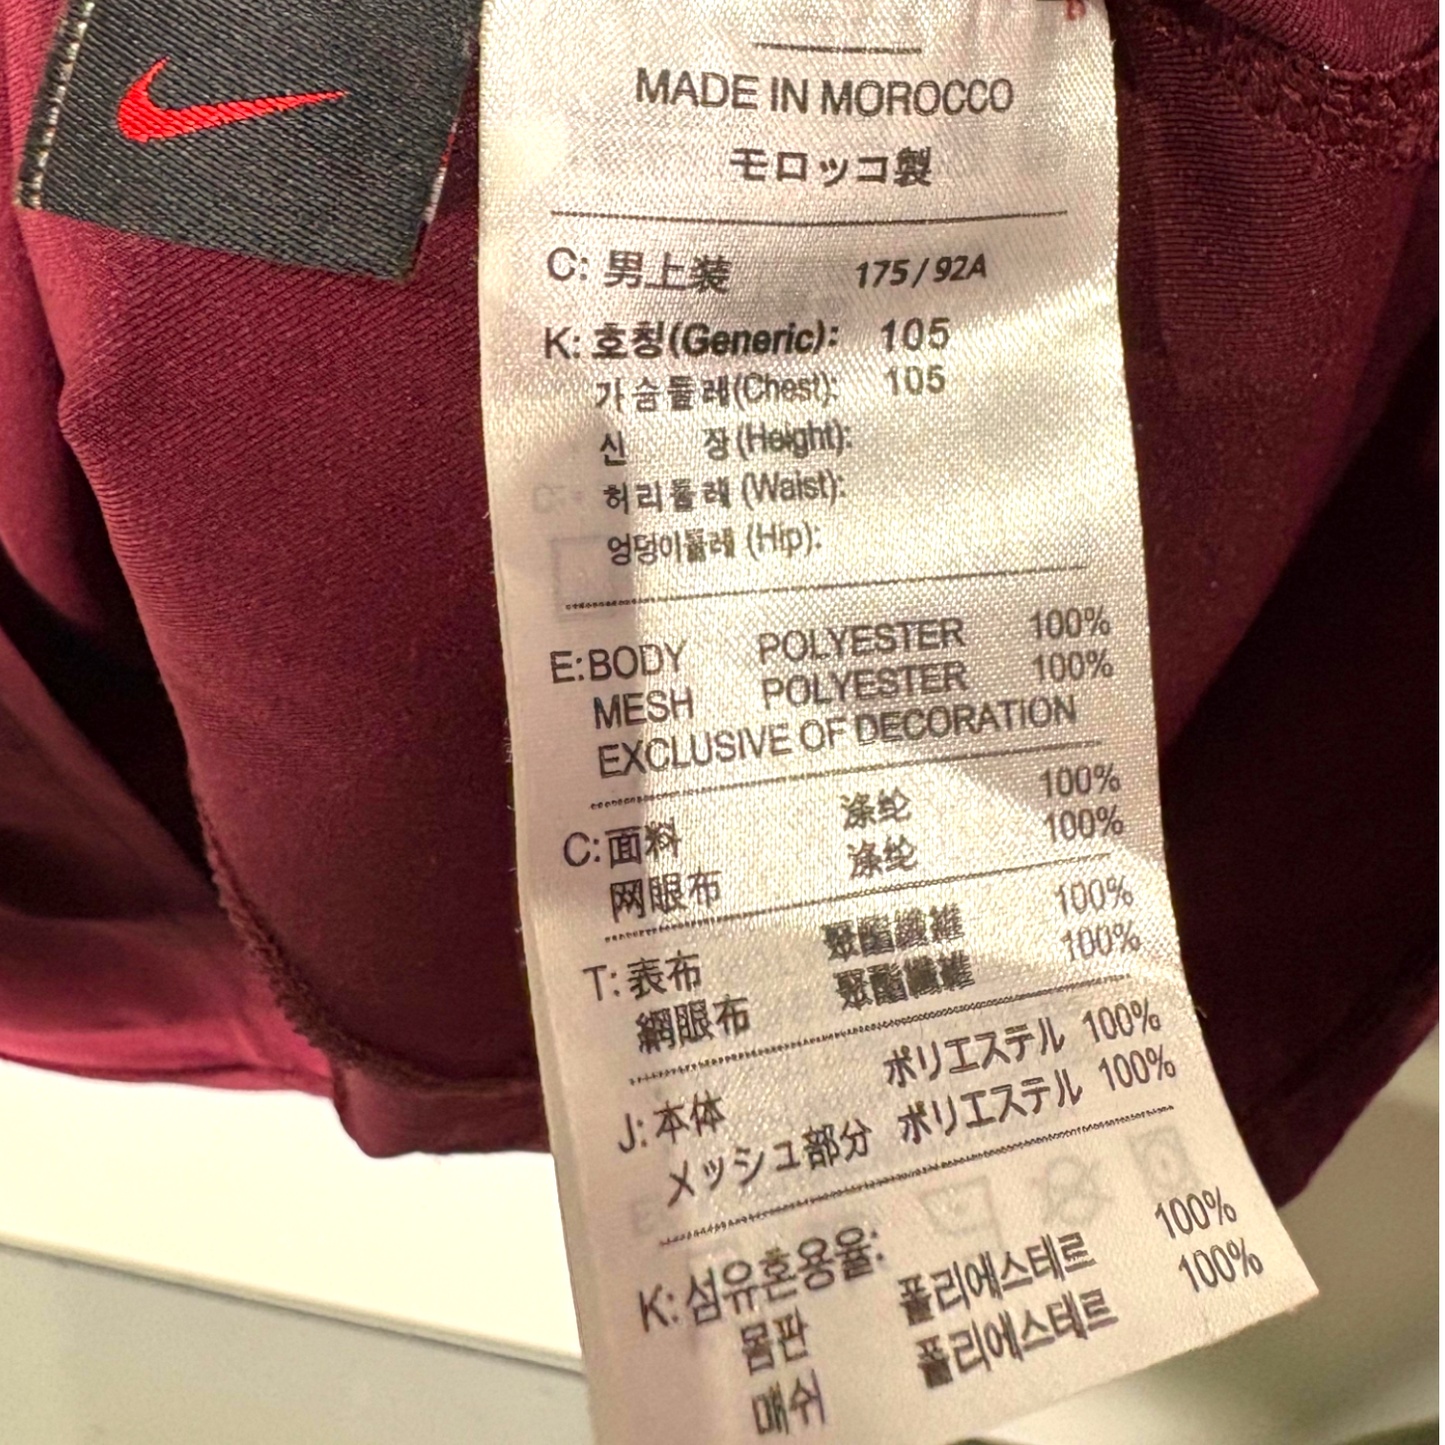 MADE IN MOROCCO
モロッコ製
C: 男上装 175/92A
K: 호칭(Generic): 105
가슴둘레(Chest): 105
신 장(Height):
허리둘레(Waist):
엉덩이둘레(Hip):
E:BODY POLYESTER 100%
MESH POLYESTER 100%
EXCLUSIVE OF DECORATION
C:面料 涤纶 100%
网眼布 涤纶 100%
T:表布 聚酯纖維 100%
網眼布 聚酯纖維 100%
J:本体 ポリエステル 100%
メッシュ部分 ポリエステル 100%
K:섬유혼용율:
몸판 폴리에스테르 100%
매쉬 폴리에스테르 100%